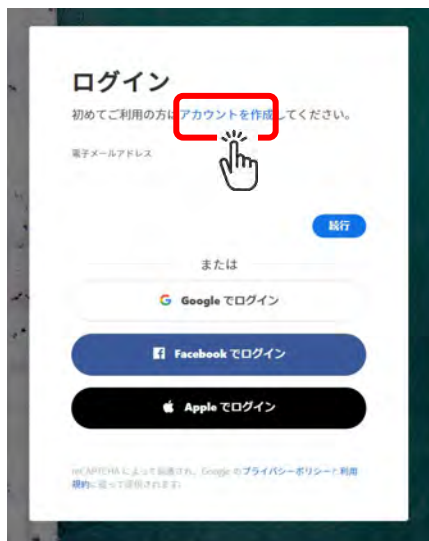 ログイン
初めてご利用の方は アカウントを作成してください。
電子メールアドレス
続行
または
G Google でログイン
f Facebook でログイン
Apple でログイン
reCAPTCHA によって保護され、Google のプライバシーポリシーと利用
規約に従って提供されます。